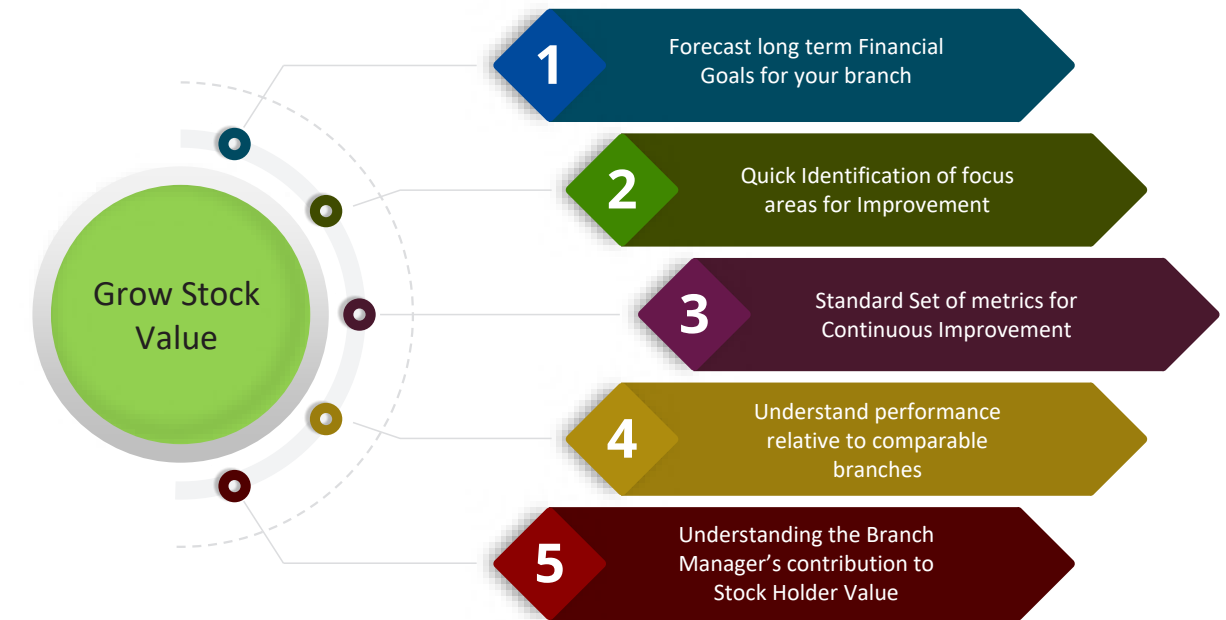 Grow Stock
Value
1
Forecast long term Financial
Goals for your branch
2
Quick Identification of focus
areas for Improvement
3
Standard Set of metrics for
Continuous Improvement
4
Understand performance
relative to comparable
branches
5
Understanding the Branch
Manager’s contribution to
Stock Holder Value